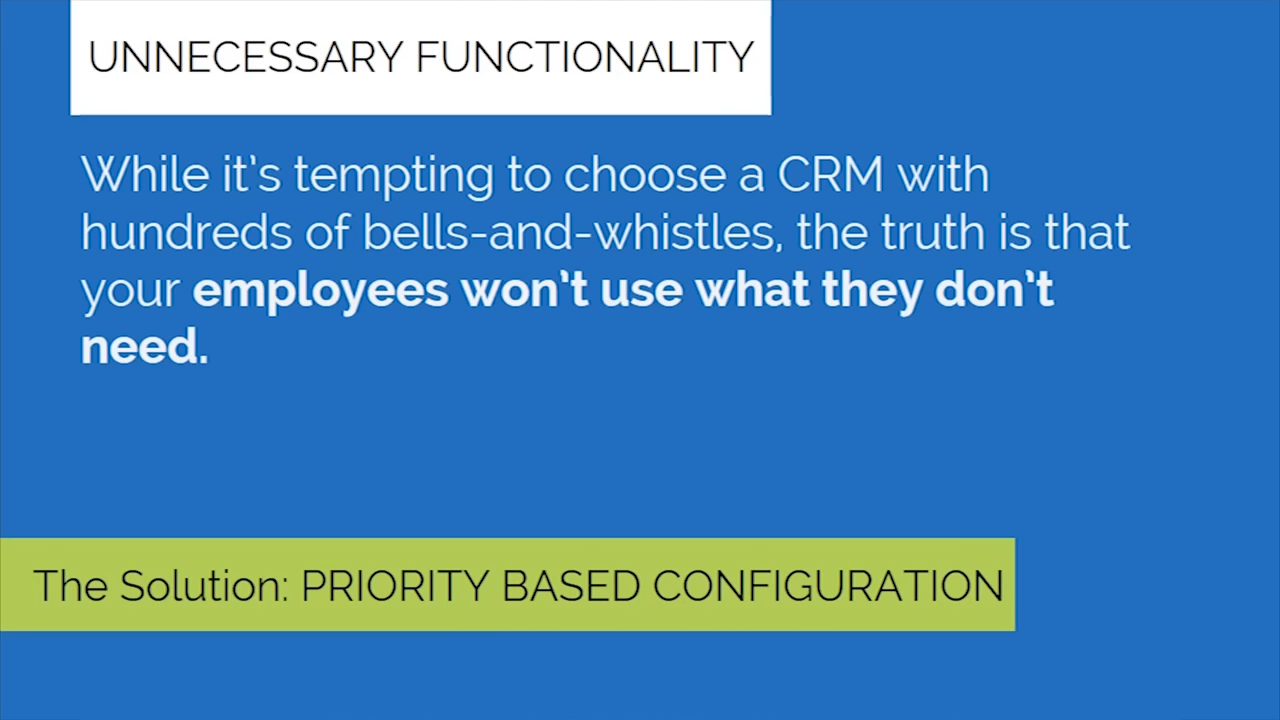 UNNECESSARY FUNCTIONALITY
While it's tempting to choose a CRM with
hundreds of bells-and-whistles, the truth is that
your employees won't use what they don't
need.
The Solution: PRIORITY BASED CONFIGURATION